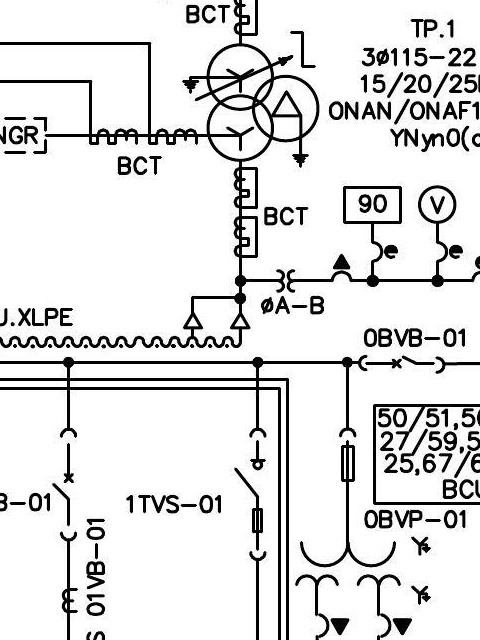 BCT
TP.1
3ø115-22
15/20/25
ONAN/ONAF1
YNyn0(d
NGR
BCT
90
V
BCT
øA-B
U.XLPE
0BVB-01
50/51,50
27/59,5
25,67/6
BCU
B-01
1TVS-01
0BVP-01
01VB-01
S